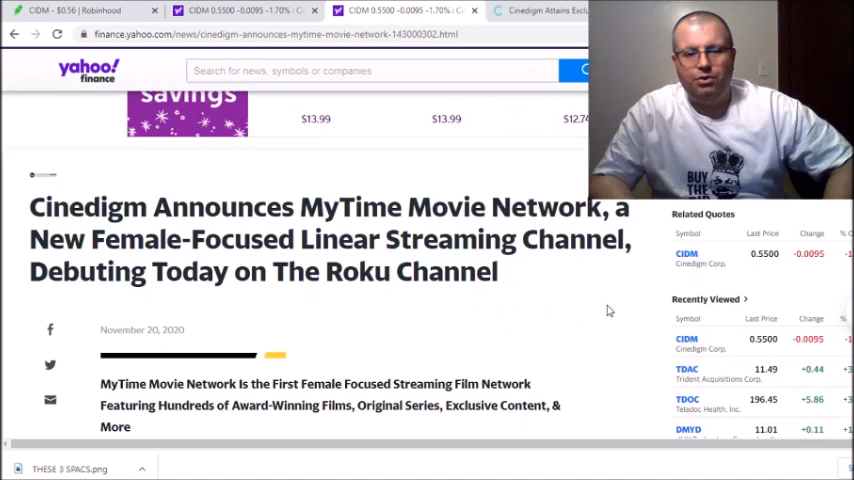 CIDM - $0.56 | Robinhood
CIDM 0.5500 -0.0095 -1.70% : C
CIDM 0.5500 -0.0095 -1.70% : C
Cinedigm Attains Exclu
finance.yahoo.com/news/cinedigm-announces-mytime-movie-network-143000302.html
yahoo!
finance
Search for news, symbols or companies
savings
$13.99
$13.99
$12.74
BUY
THE
Cinedigm Announces MyTime Movie Network, a
New Female-Focused Linear Streaming Channel,
Debuting Today on The Roku Channel
November 20, 2020
MyTime Movie Network Is the First Female Focused Streaming Film Network
Featuring Hundreds of Award-Winning Films, Original Series, Exclusive Content, &
More
Related Quotes
Symbol Last Price Change %
CIDM 0.5500 -0.0095 -1
Cinedigm Corp.
Recently Viewed >
Symbol Last Price Change %
CIDM 0.5500 -0.0095 -1
Cinedigm Corp.
TDAC 11.49 +0.44 +3
Trident Acquisitions Corp.
TDOC 196.45 +5.86 +3
Teladoc Health, Inc.
DMYD 11.01 +0.11 +1
THESE 3 SPACS.png